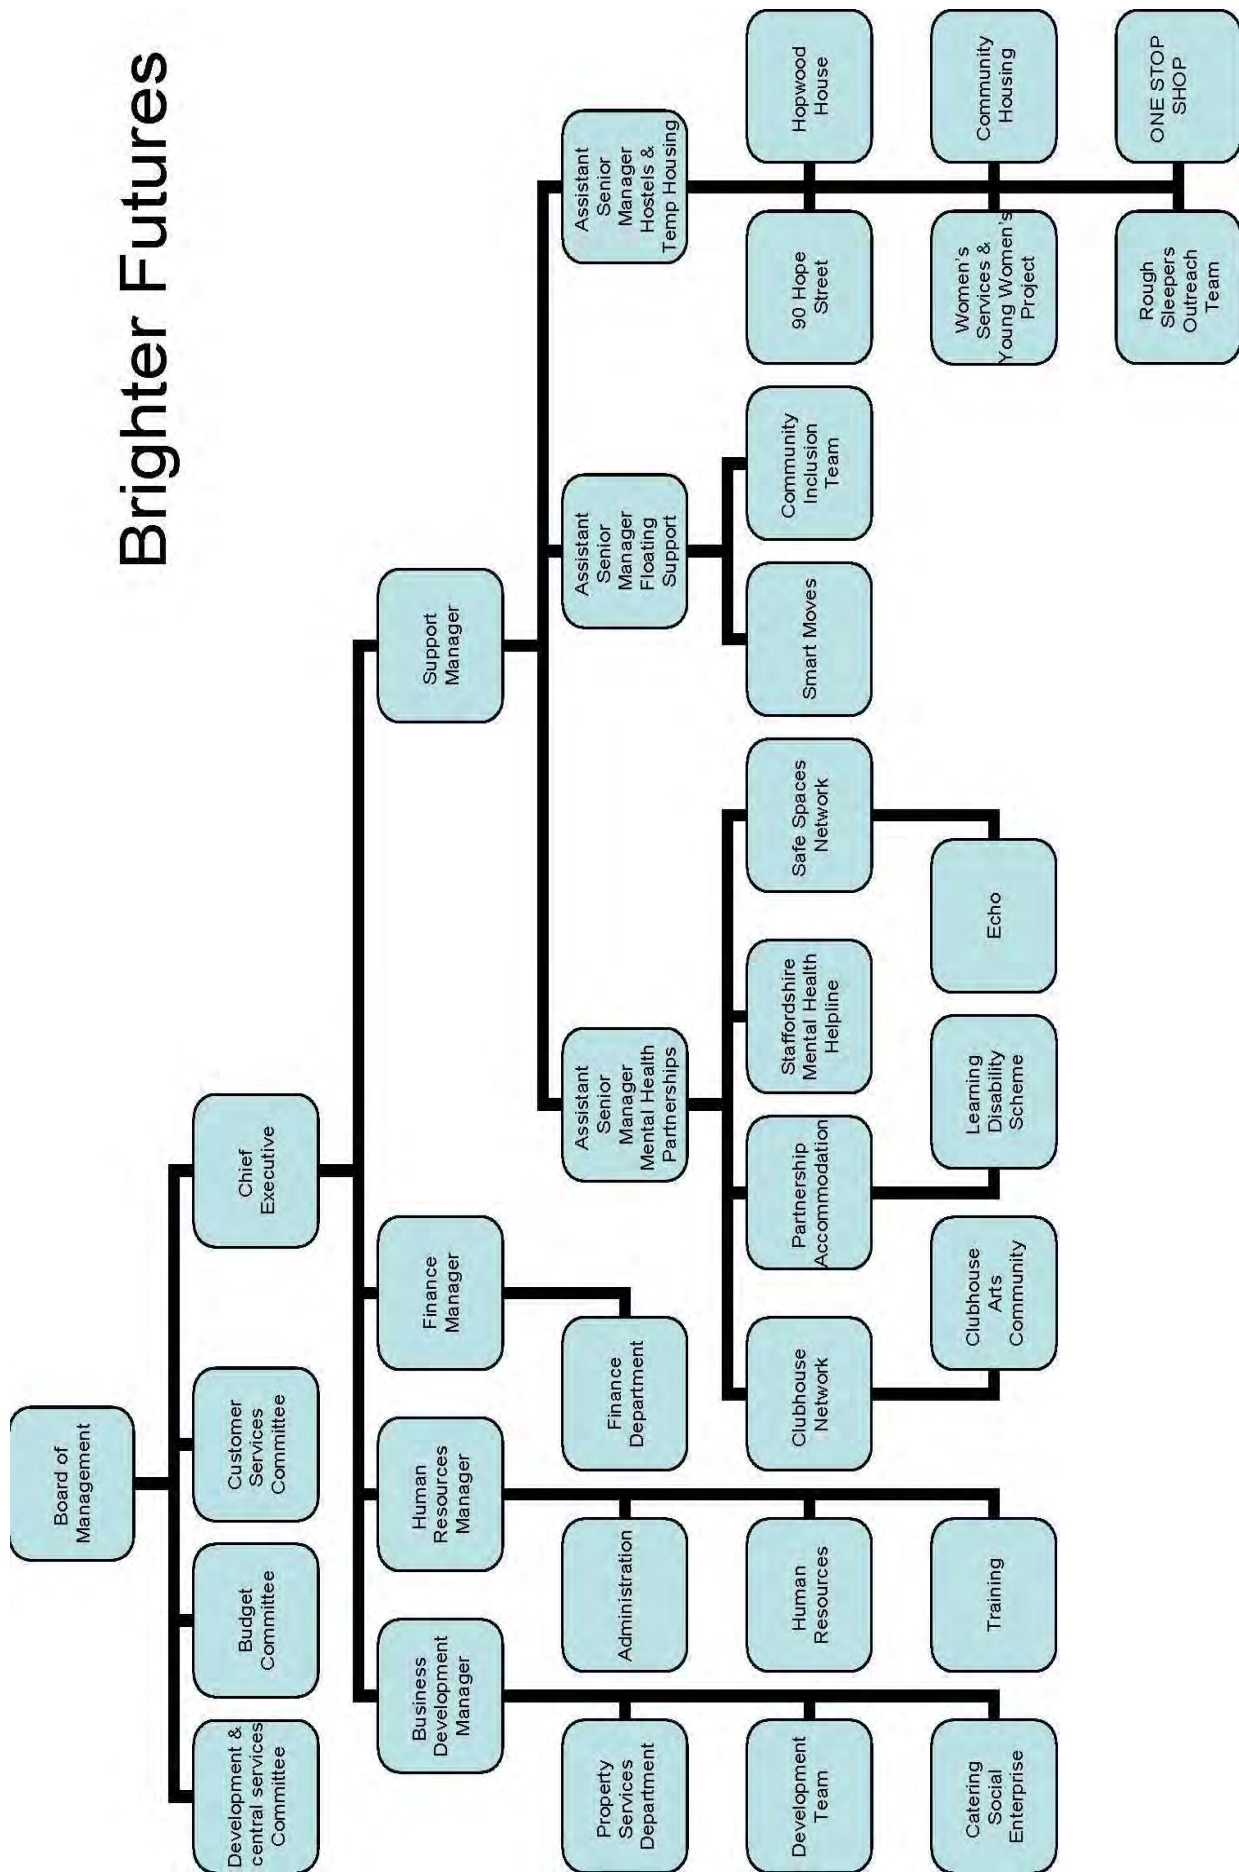 Brighter Futures
Board of
Management
Development &
central services
Committee
Budget
Committee
Customer
Services
Committee
Chief
Executive
Business
Development
Manager
Human
Resources
Manager
Finance
Manager
Support
Manager
Property
Services
Department
Administration
Finance
Department
Assistant
Senior
Manager
Mental Health
Partnerships
Assistant
Senior
Manager
Floating
Support
Assistant
Senior
Manager
Hostels &
Temp Housing
Development
Team
Human
Resources
Clubhouse
Network
Partnership
Accommodation
Staffordshire
Mental Health
Helpline
Safe Spaces
Network
Smart Moves
Community
Inclusion
Team
90 Hope
Street
Hopwood
House
Catering
Social
Enterprise
Training
Clubhouse
Arts
Community
Learning
Disability
Scheme
Echo
Women's
Services &
Young Women's
Project
Community
Housing
Rough
Sleepers
Outreach
Team
ONE STOP
SHOP